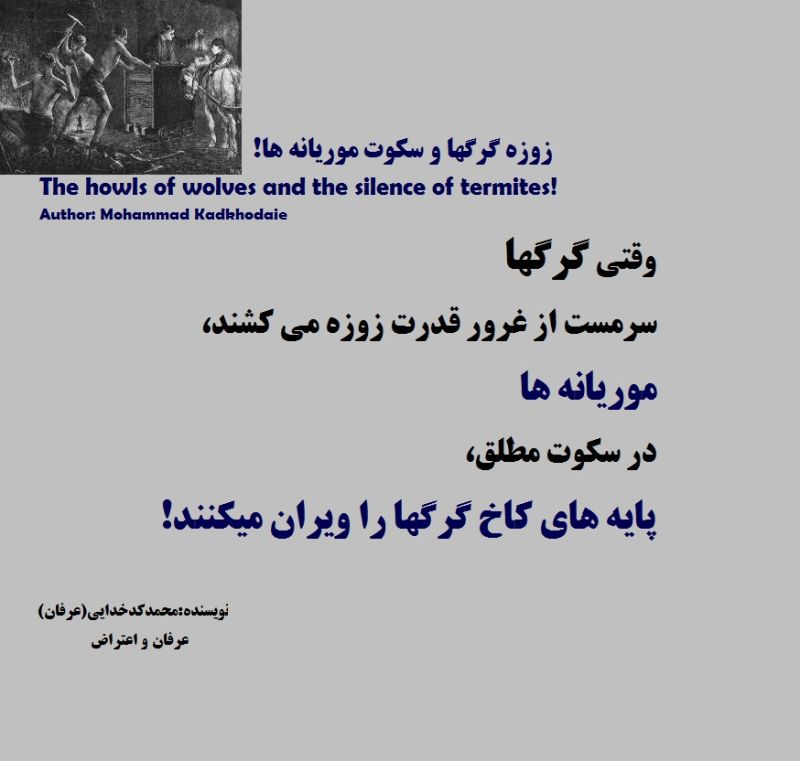 زوزه گرگها و سکوت موریانه ها!
The howls of wolves and the silence of termites!
Author: Mohammad Kadkhodaie
وقتی گرگها
سرمست از غرور قدرت زوزه می کشند،
موریانه ها
در سکوت مطلق،
پایه های کاخ گرگها را ویران میکنند!
نویسنده:محمدکدخدایی(عرفان)
عرفان و اعتراض